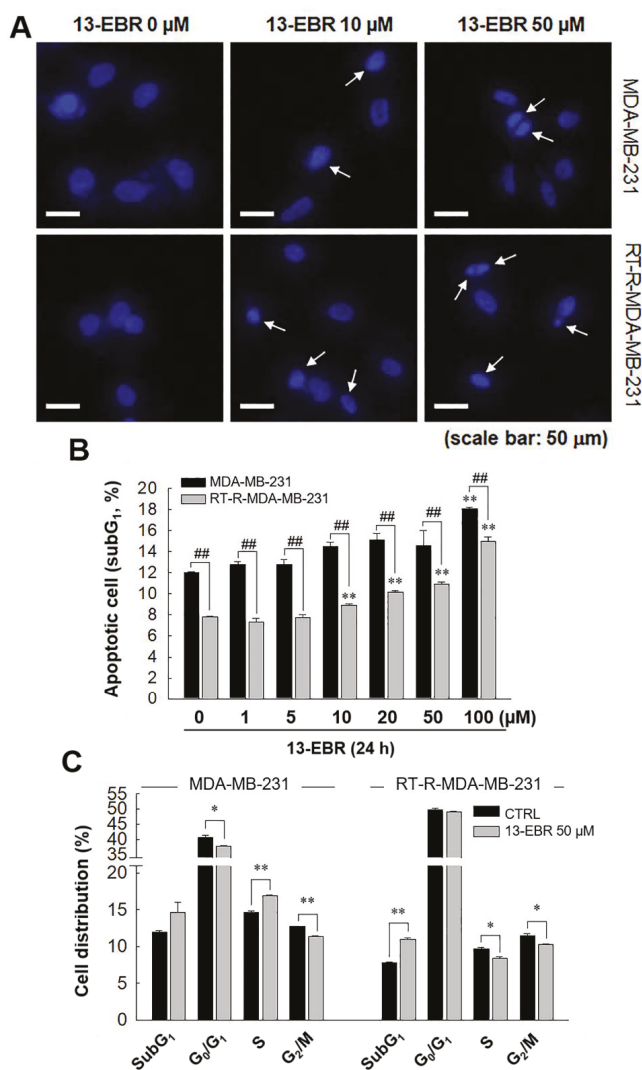 A
13-EBR 0 µM 13-EBR 10 µM 13-EBR 50 µM
MDA-MB-231
RT-R-MDA-MB-231
(scale bar: 50 µm)
B
MDA-MB-231
RT-R-MDA-MB-231
Apoptotic cell (subG₁, %)
20
18
16
14
12
10
8
6
4
2
0
## ## ## ## ## ## ##
** ** ** ** **
0 1 5 10 20 50 100 (µM)
13-EBR (24 h)
C
MDA-MB-231 RT-R-MDA-MB-231
CTRL
13-EBR 50 µM
Cell distribution (%)
55
50
45
40
35
20
15
10
5
0
* ** ** ** * *
SubG₁ G₀/G₁ S G₂/M SubG₁ G₀/G₁ S G₂/M